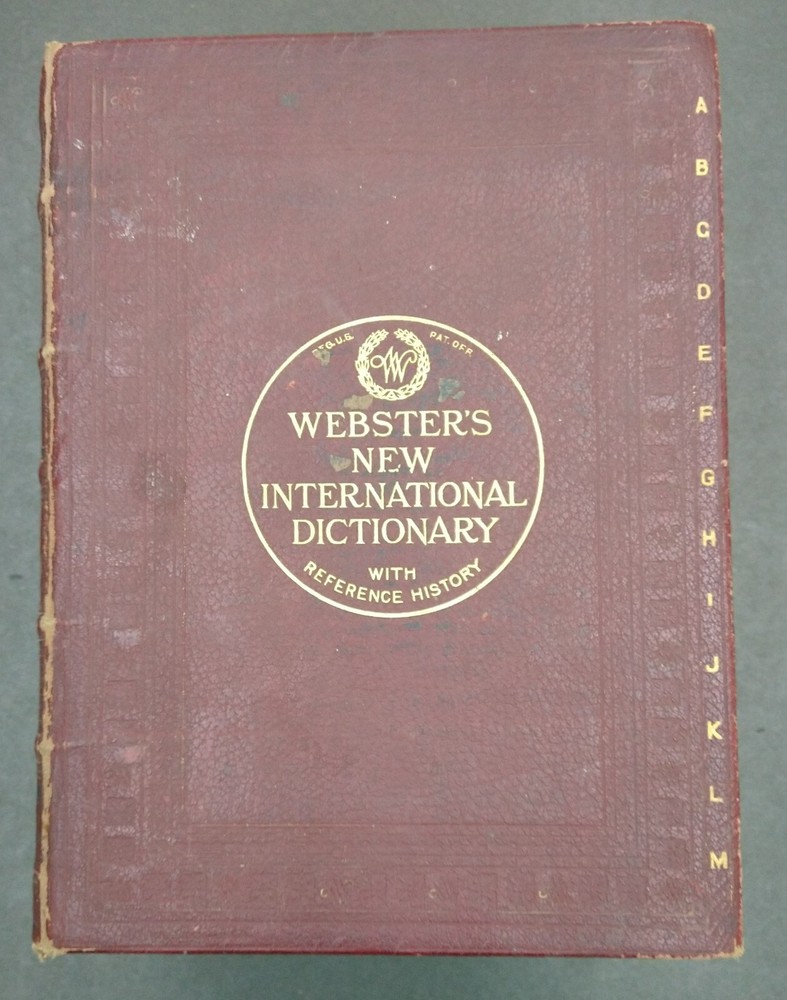 REG. U.S. PAT. OFF.
W
WEBSTER'S
NEW
INTERNATIONAL
DICTIONARY
WITH
REFERENCE HISTORY
A
B
C
D
E
F
G
H
I
J
K
L
M